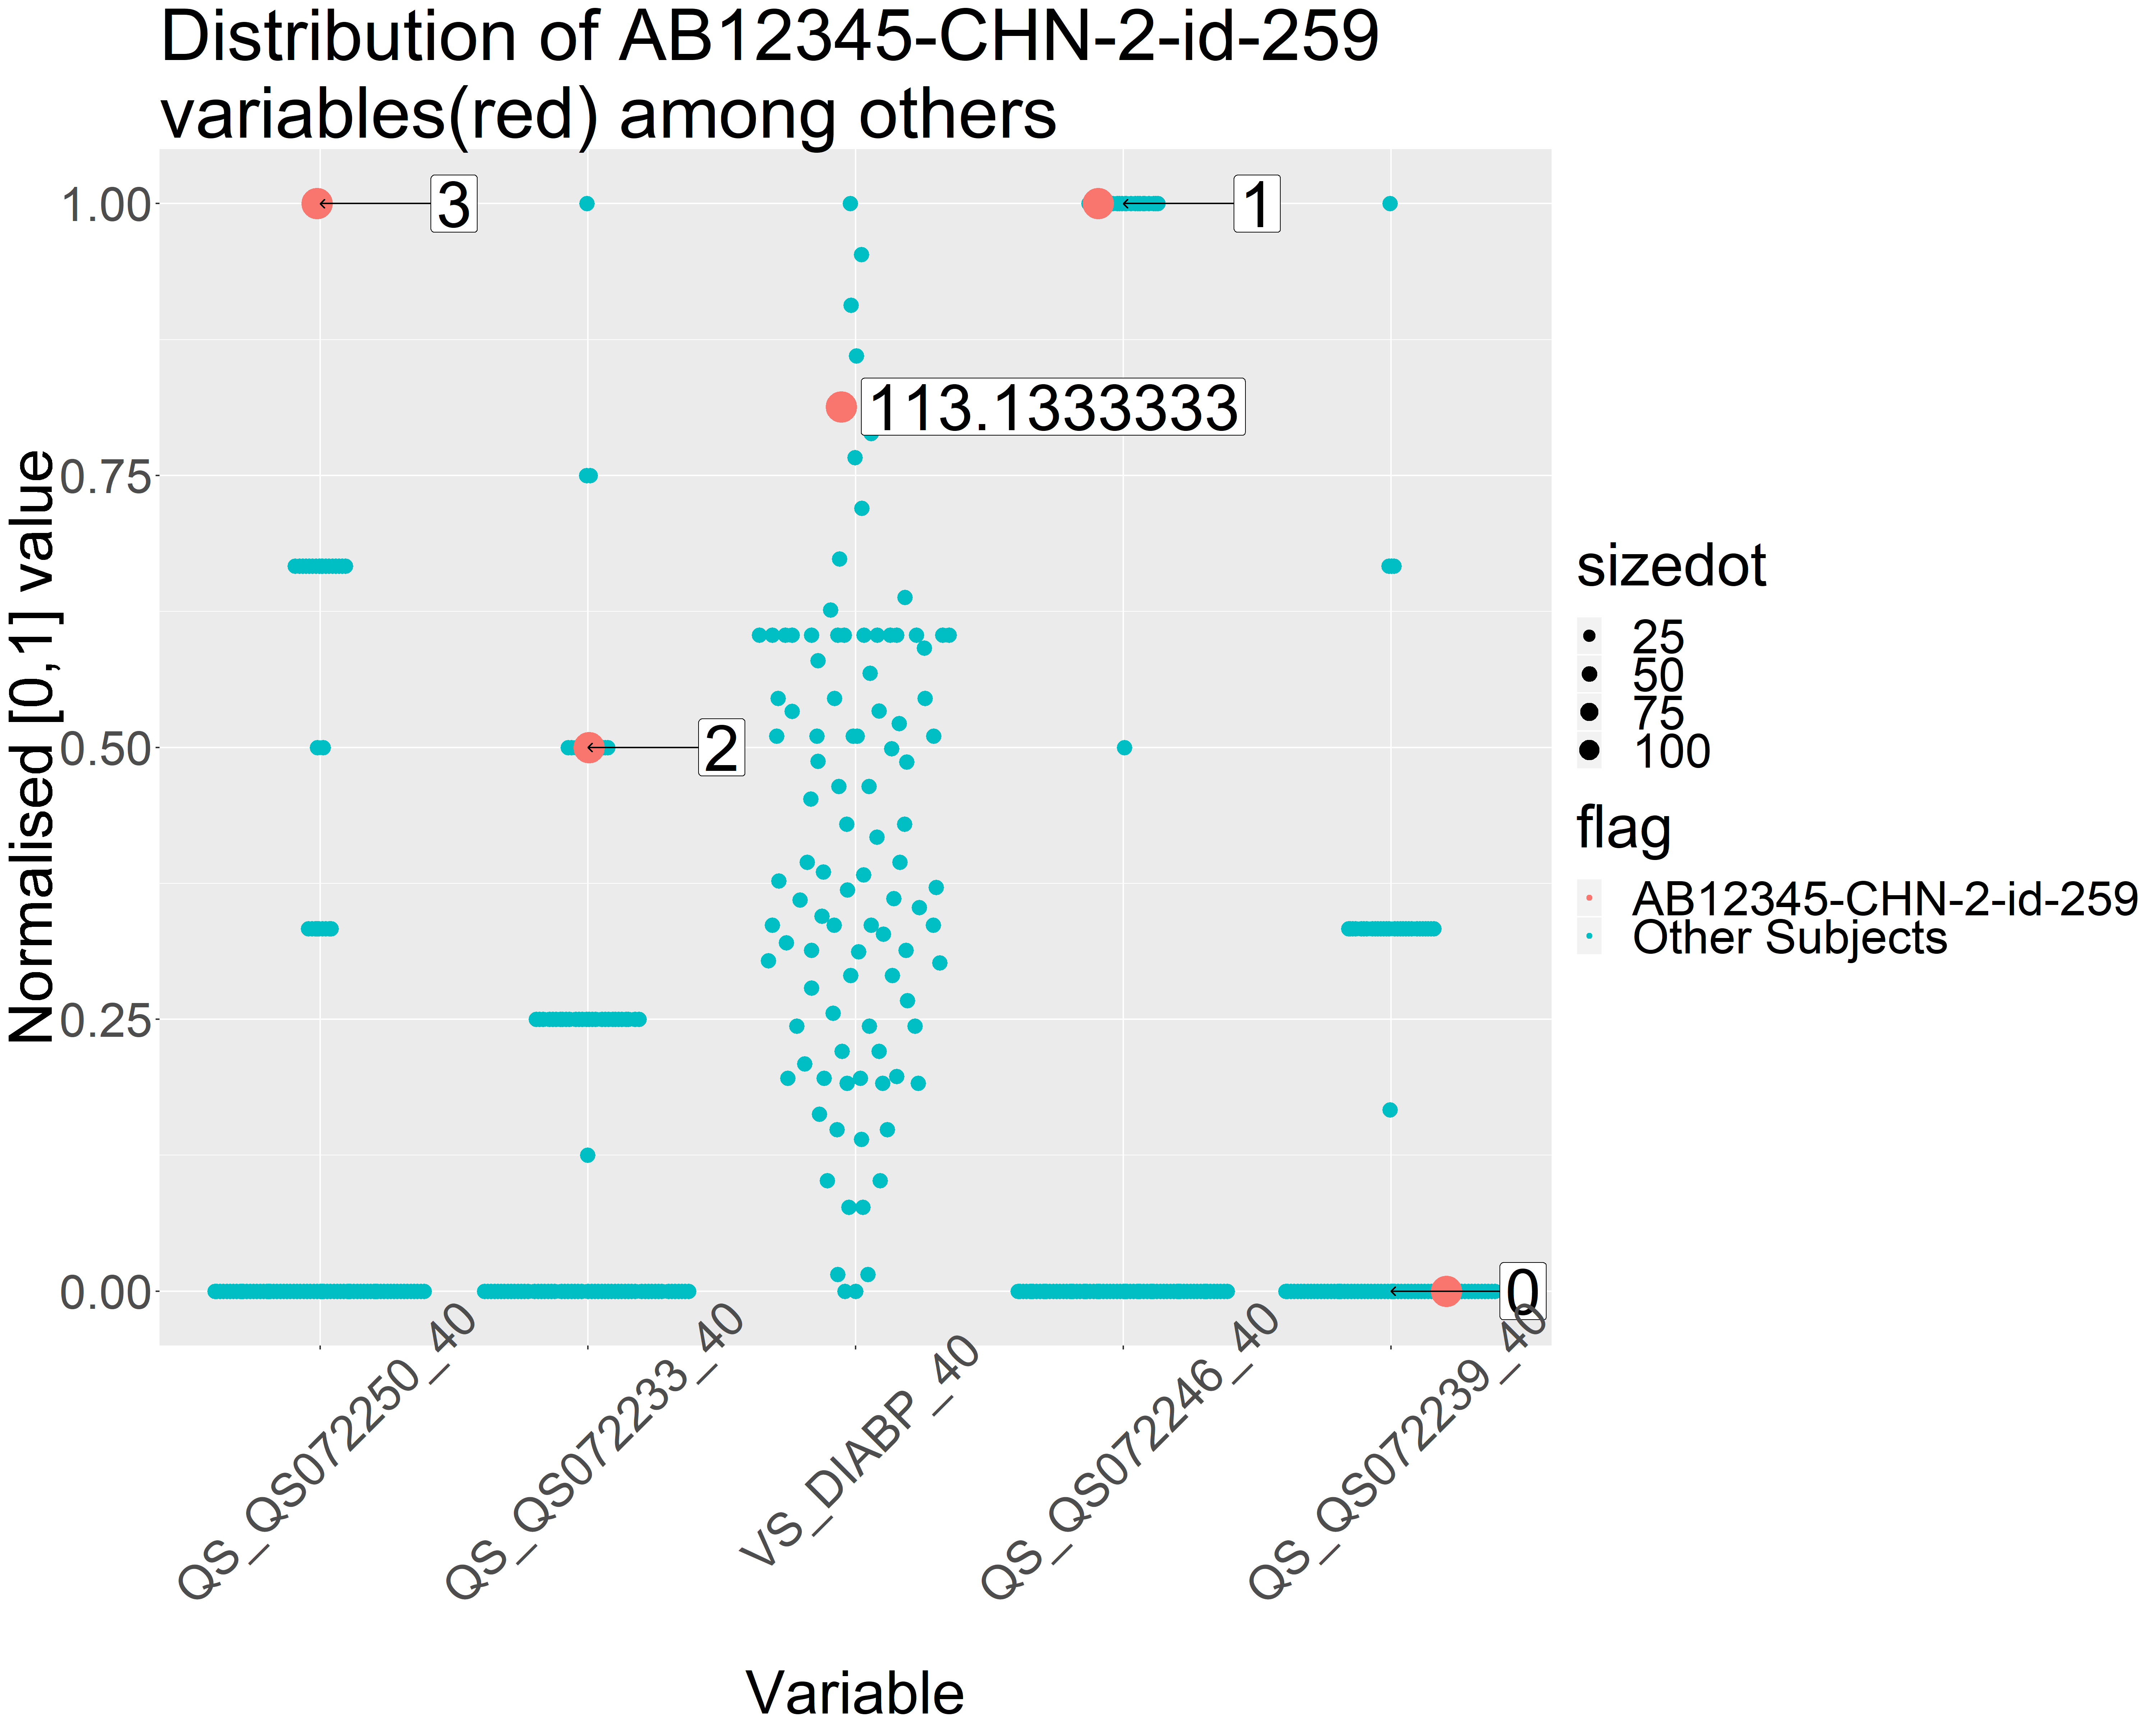 Distribution of AB12345-CHN-2-id-259
variables(red) among others
Normalised [0,1] value
1.00
0.75
0.50
0.25
0.00
3
1
113.1333333
2
0
QS_QS072250_40
QS_QS072233_40
VS_DIABP_40
QS_QS072246_40
QS_QS072239_40
Variable
sizedot
25
50
75
100
flag
AB12345-CHN-2-id-259
Other Subjects